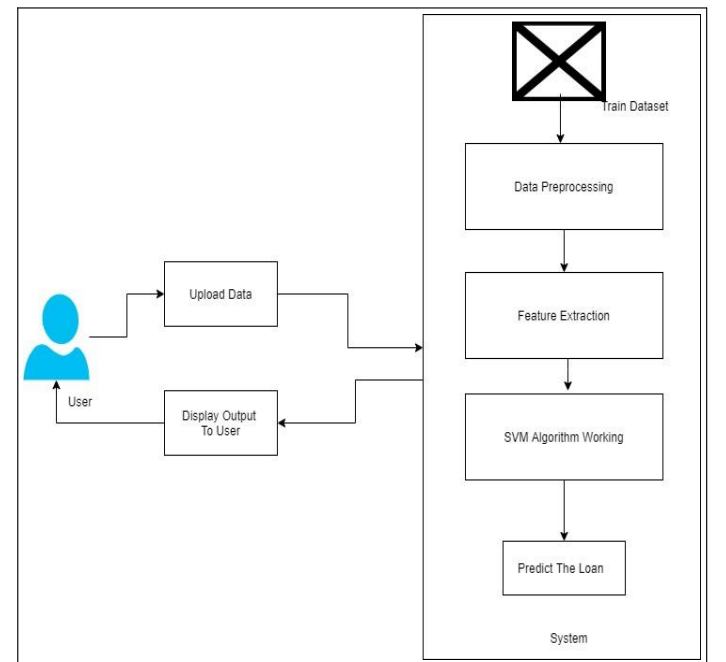 Train Dataset
Data Preprocessing
Upload Data
Feature Extraction
User
Display Output
To User
SVM Algorithm Working
Predict The Loan
System